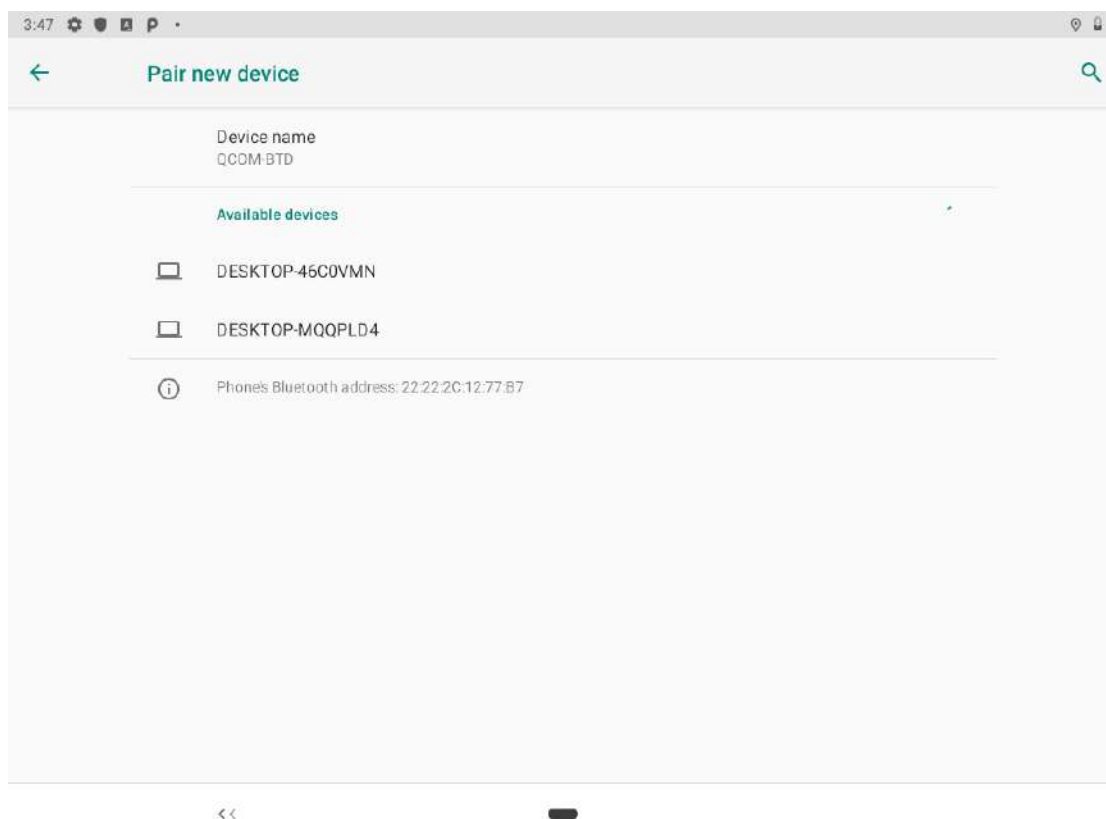 3:47
Pair new device
Device name
QCOM-BTD
Available devices
DESKTOP-46C0VMN
DESKTOP-MQQPLD4
Phone's Bluetooth address: 22:22:2C:12:77:B7